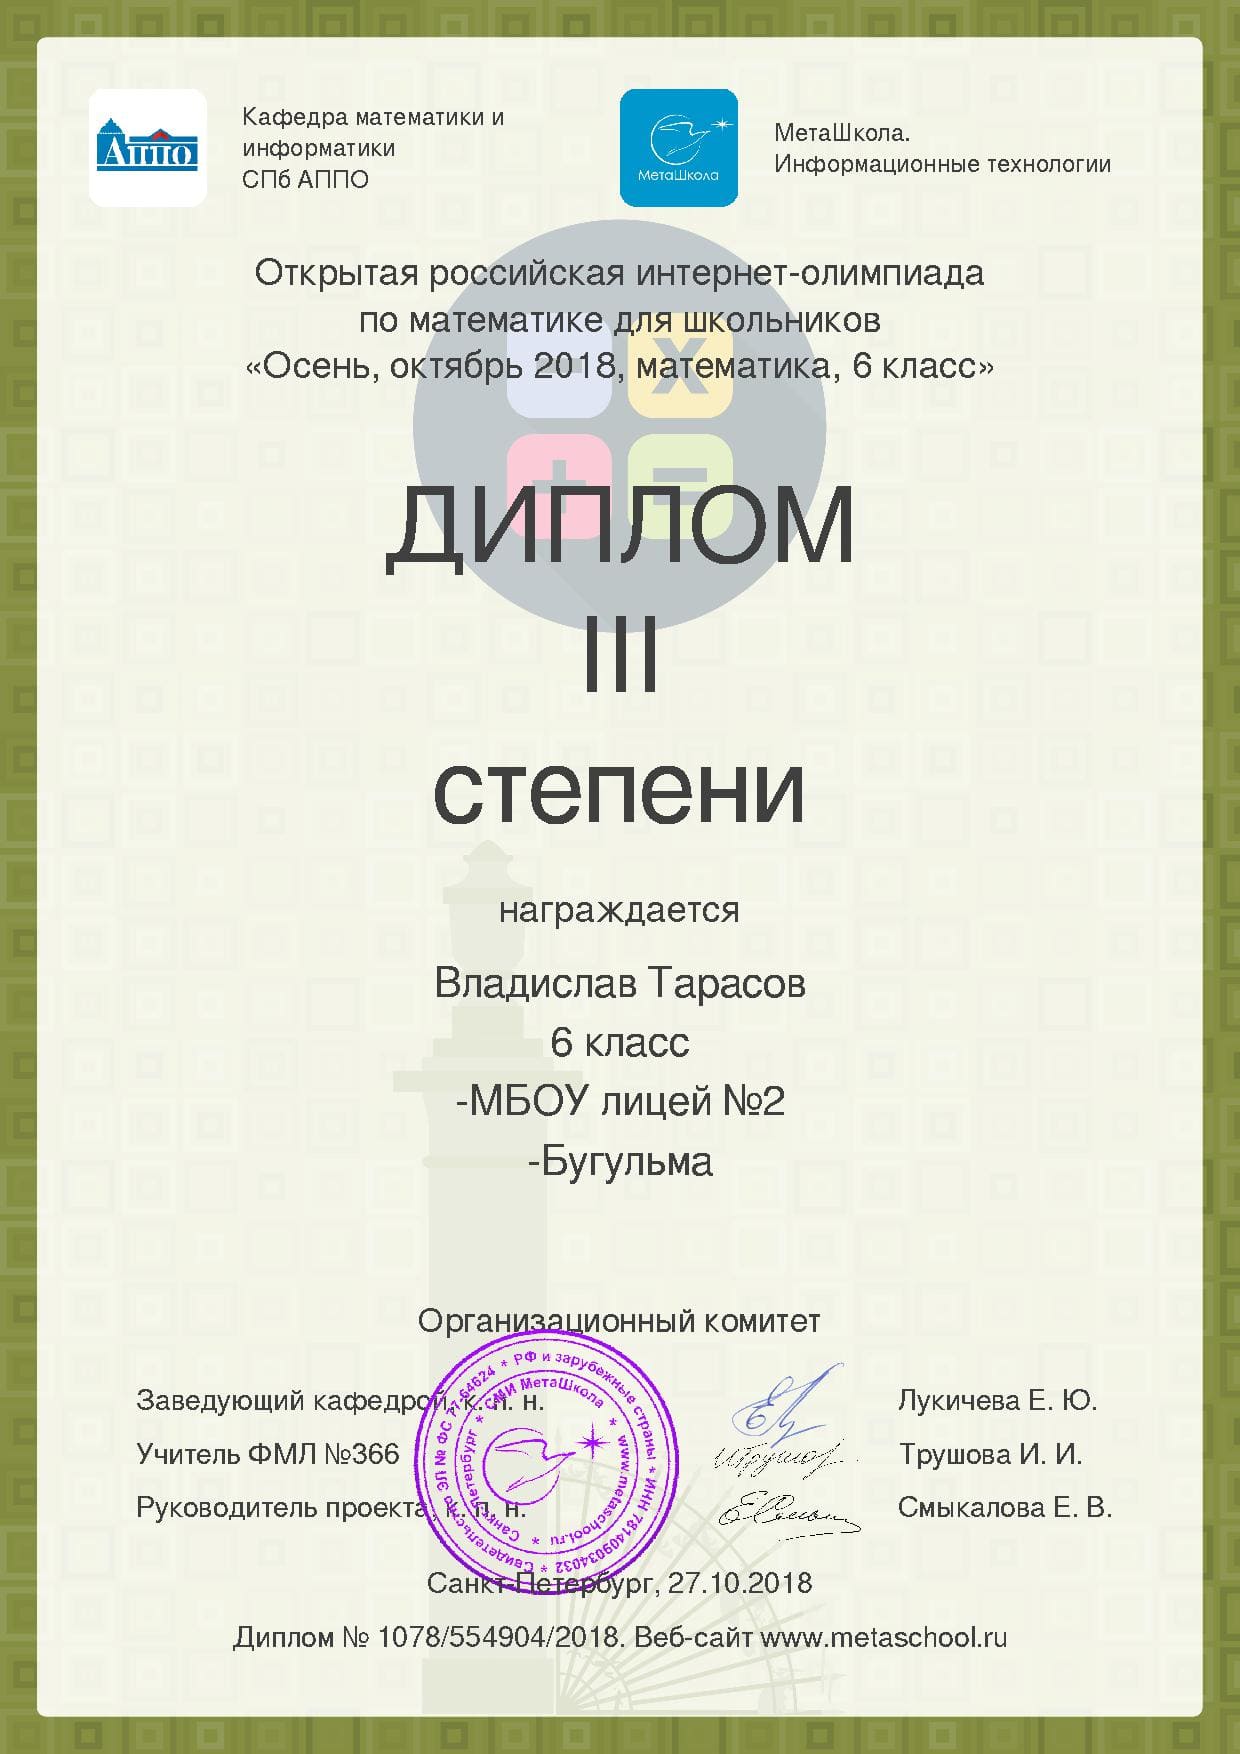 Аппо
Кафедра математики и
информатики
СПб АППО
МетаШкола
МетаШкола.
Информационные технологии
Открытая российская интернет-олимпиада
по математике для школьников
«Осень, октябрь 2018, математика, 6 класс»
ДИПЛОМ
III
степени
награждается
Владислав Тарасов
6 класс
-МБОУ лицей №2
-Бугульма
Организационный комитет
Заведующий кафедрой, к. п. н.
Лукичева Е. Ю.
Учитель ФМЛ №366
Трушова И. И.
Руководитель проекта, к. п. н.
Смыкалова Е. В.
Свидетельство ЭЛ № ФС 77-64624 * РФ и зарубежные страны * ИНН 7814090934032 *
Санкт-Петербург * СМИ МетаШкола * www.metaschool.ru *
Санкт-Петербург, 27.10.2018
Диплом № 1078/554904/2018. Веб-сайт www.metaschool.ru